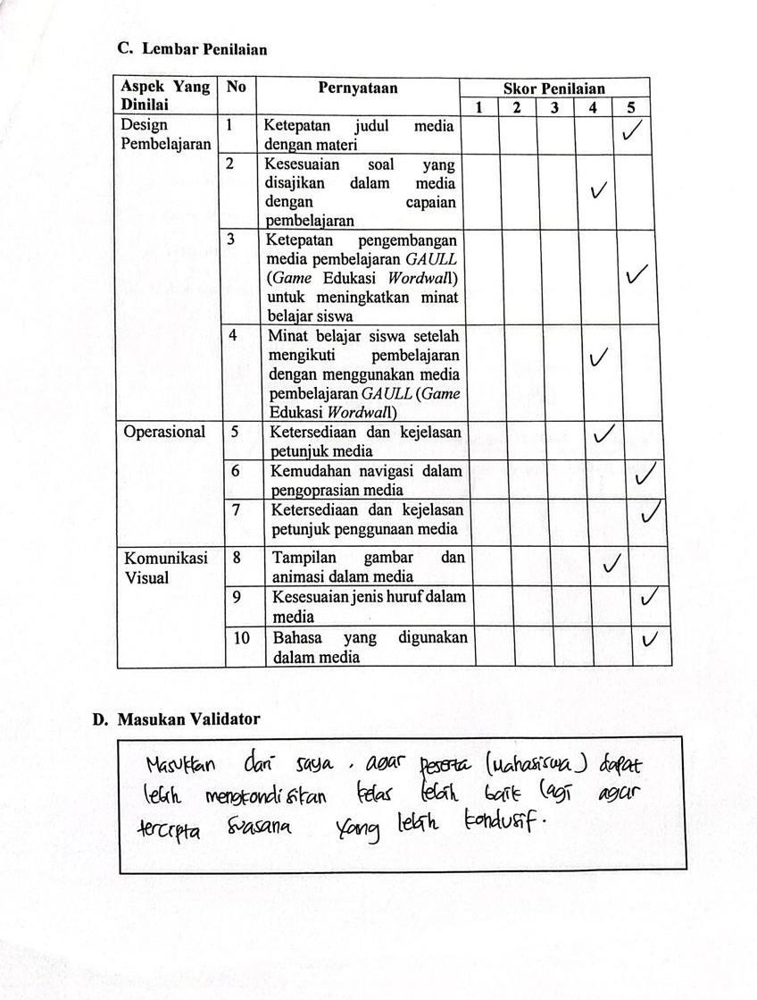 C. Lembar Penilaian
Aspek Yang Dinilai No Pernyataan Skor Penilaian
1 2 3 4 5
Design Pembelajaran 1 Ketepatan judul media
dengan materi ✓
2 Kesesuaian soal yang
disajikan dalam media
dengan capaian
pembelajaran ✓
3 Ketepatan pengembangan
media pembelajaran GAULL
(Game Edukasi Wordwall)
untuk meningkatkan minat
belajar siswa ✓
4 Minat belajar siswa setelah
mengikuti pembelajaran
dengan menggunakan media
pembelajaran GAULL (Game
Edukasi Wordwall) ✓
Operasional 5 Ketersediaan dan kejelasan
petunjuk media ✓
6 Kemudahan navigasi dalam
pengoprasian media ✓
7 Ketersediaan dan kejelasan
petunjuk penggunaan media ✓
Komunikasi Visual 8 Tampilan gambar dan
animasi dalam media ✓
9 Kesesuaian jenis huruf dalam
media ✓
10 Bahasa yang digunakan
dalam media ✓
D. Masukan Validator
Masukkan dari saya, agar peserta (Mahasiswa) dapat
lebih mengkondisikan kelas lebih baik lagi agar
tercipta suasana yang lebih kondusif.